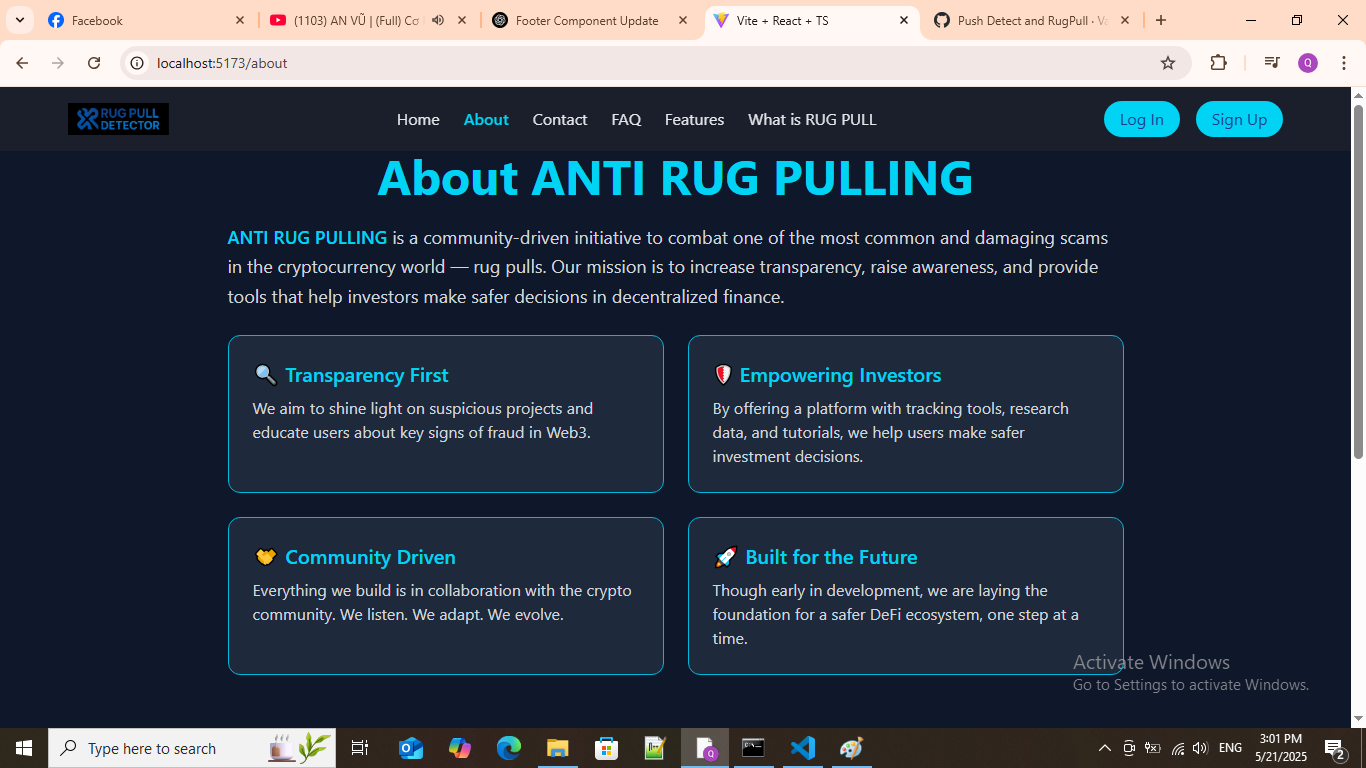 Facebook
(1103) AN VŨ | (Full) Cơ
Footer Component Update
Vite + React + TS
Push Detect and RugPull · Va
localhost:5173/about
Q
RUG PULL
DETECTOR
Home
About
Contact
FAQ
Features
What is RUG PULL
Log In
Sign Up
About ANTI RUG PULLING
ANTI RUG PULLING is a community-driven initiative to combat one of the most common and damaging scams
in the cryptocurrency world — rug pulls. Our mission is to increase transparency, raise awareness, and provide
tools that help investors make safer decisions in decentralized finance.
Transparency First
We aim to shine light on suspicious projects and
educate users about key signs of fraud in Web3.
Empowering Investors
By offering a platform with tracking tools, research
data, and tutorials, we help users make safer
investment decisions.
Community Driven
Everything we build is in collaboration with the crypto
community. We listen. We adapt. We evolve.
Built for the Future
Though early in development, we are laying the
foundation for a safer DeFi ecosystem, one step at a
time.
Activate Windows
Go to Settings to activate Windows.
Type here to search
Q
ENG
3:01 PM
5/21/2025
2